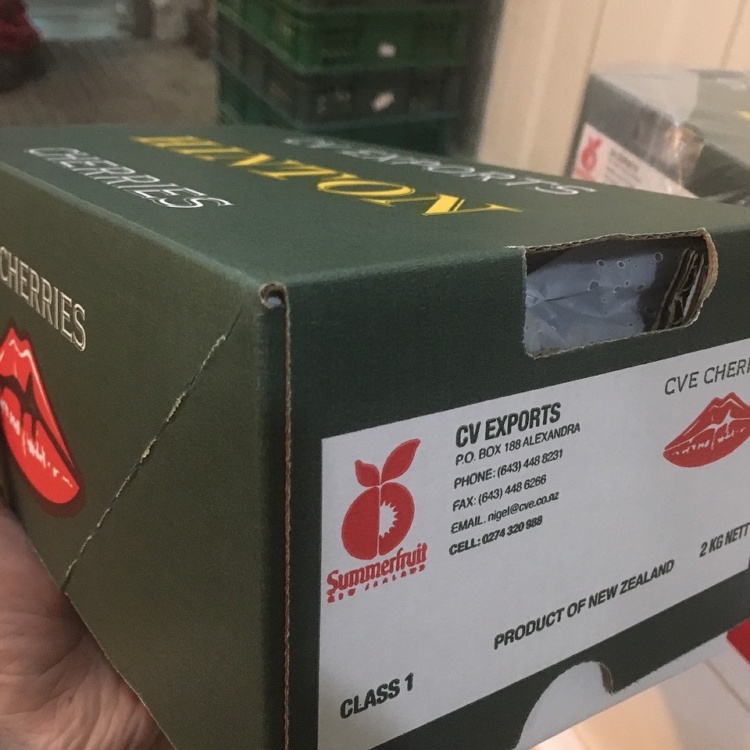 CV EXPORTS
HINTON
CHERRIES
CHERRIES
CV EXPORTS
P.O. BOX 188 ALEXANDRA
PHONE: (643) 448 8231
FAX: (643) 448 6266
EMAIL. nigel@cve.co.nz
CELL: 0274 320 988
Summerfruit
NEW ZEALAND
CVE CHERR
2 KG NETT
PRODUCT OF NEW ZEALAND
CLASS 1